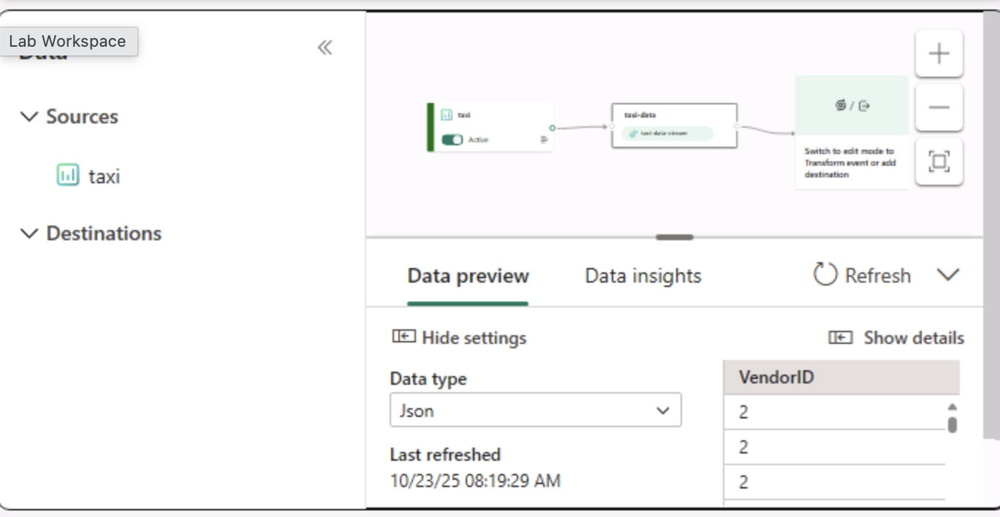 Lab Workspace
Data
Sources
taxi
Destinations
taxi
Active
taxi-data
taxi-data-stream
/
Switch to edit mode to
Transform event or add
destination
Data preview
Data insights
Refresh
Hide settings
Show details
Data type
Json
Last refreshed
10/23/25 08:19:29 AM
VendorID
2
2
2